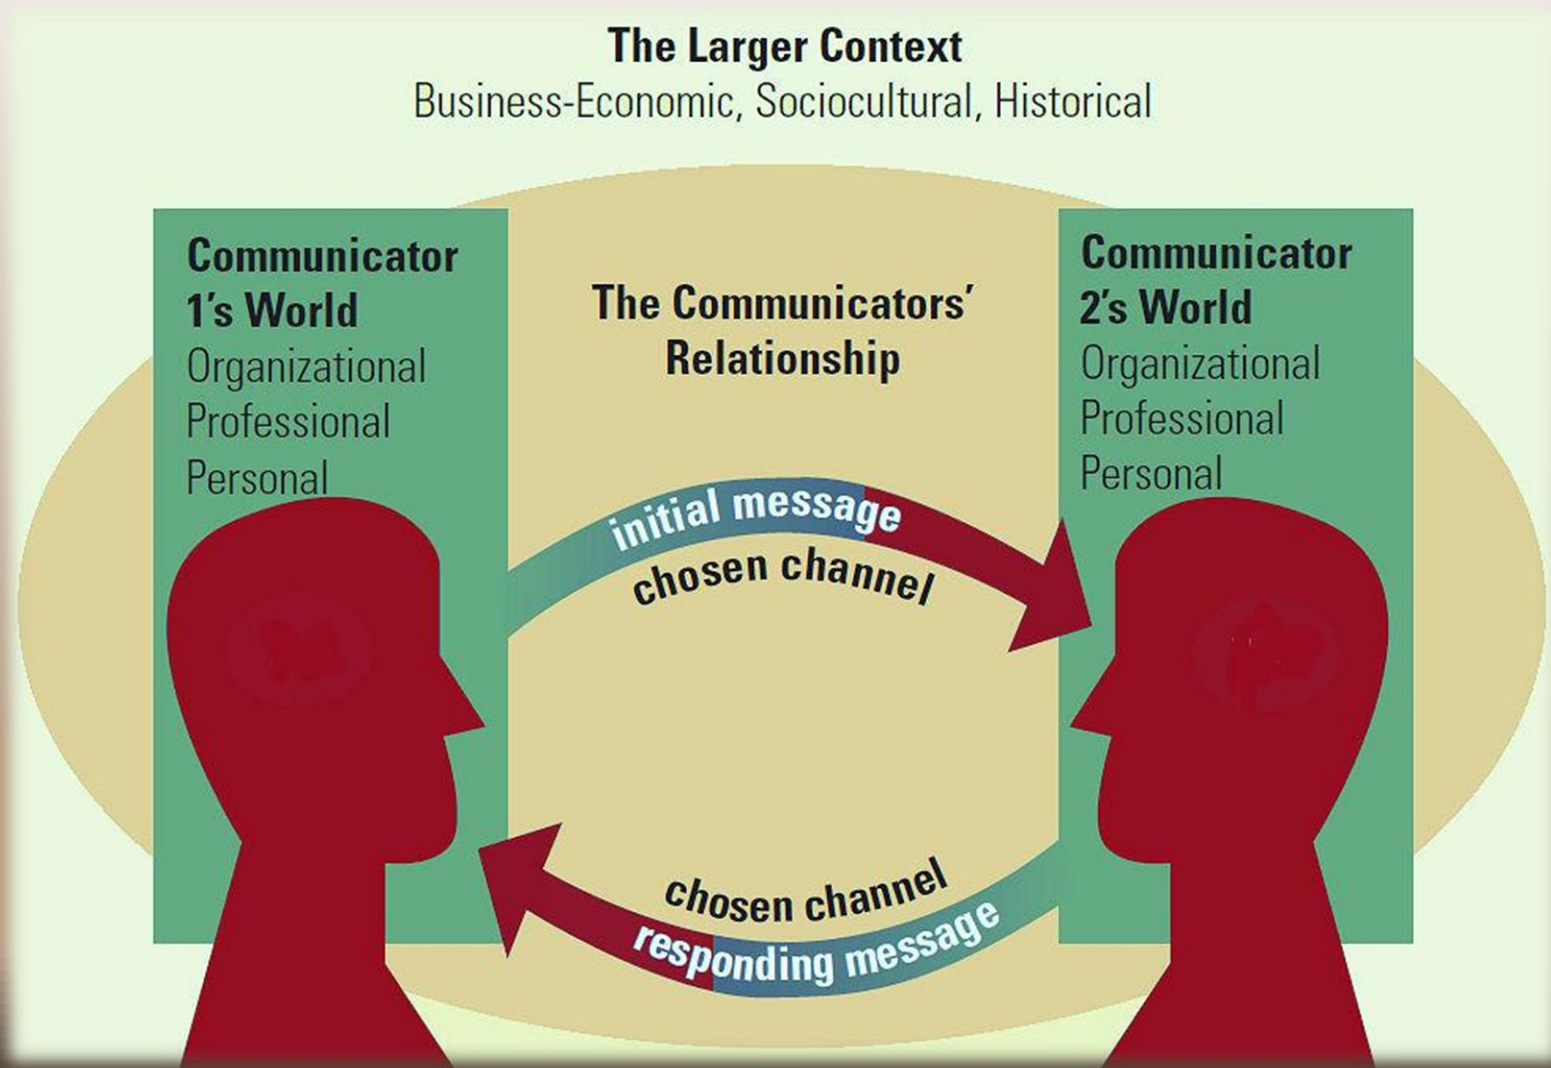 The Larger Context
Business-Economic, Sociocultural, Historical
Communicator
1's World
Organizational
Professional
Personal
The Communicators'
Relationship
Communicator
2's World
Organizational
Professional
Personal
initial message
chosen channel
chosen channel
responding message